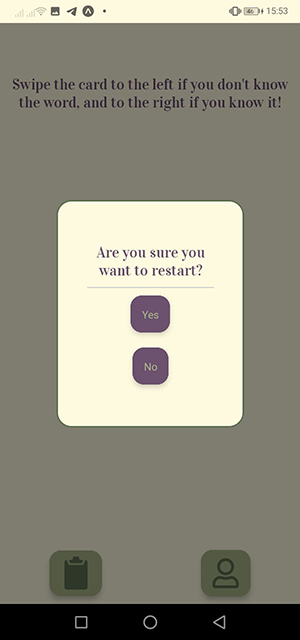 46 15:53
Swipe the card to the left if you don't know
the word, and to the right if you know it!
Are you sure you
want to restart?
Yes
No